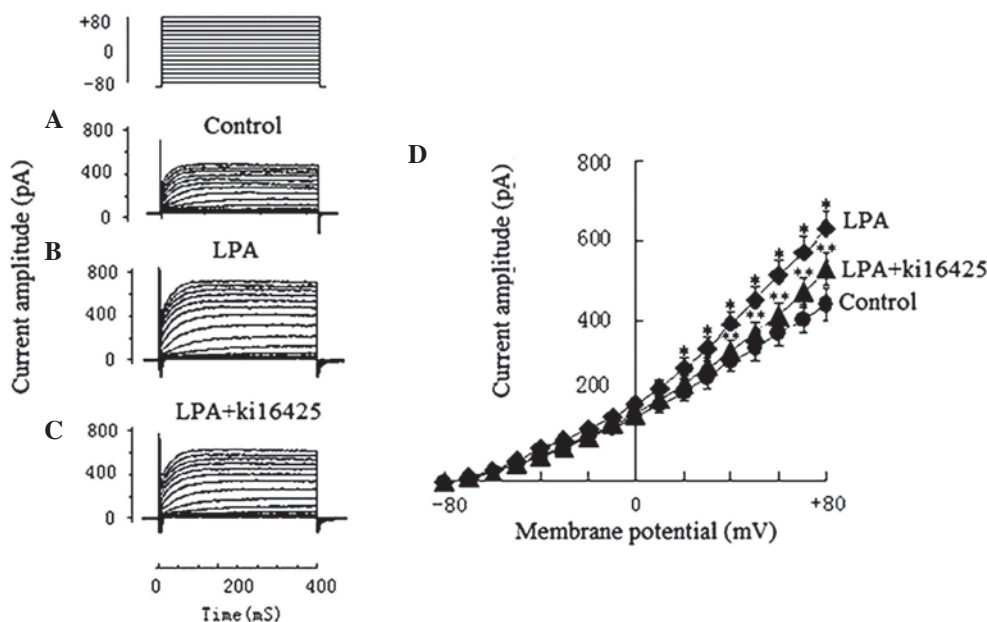 +80
0
−80
A
Control
800
400
0
B
LPA
800
400
0
C
LPA+ki16425
800
400
0
Current amplitude (pA)
0
200
400
Time(mS)
D
800
600
400
200
Current amplitude (pA)
LPA
LPA+ki16425
Control
*
*
*
*
*
*
*
**
**
**
**
**
−80
0
+80
Membrane potential (mV)